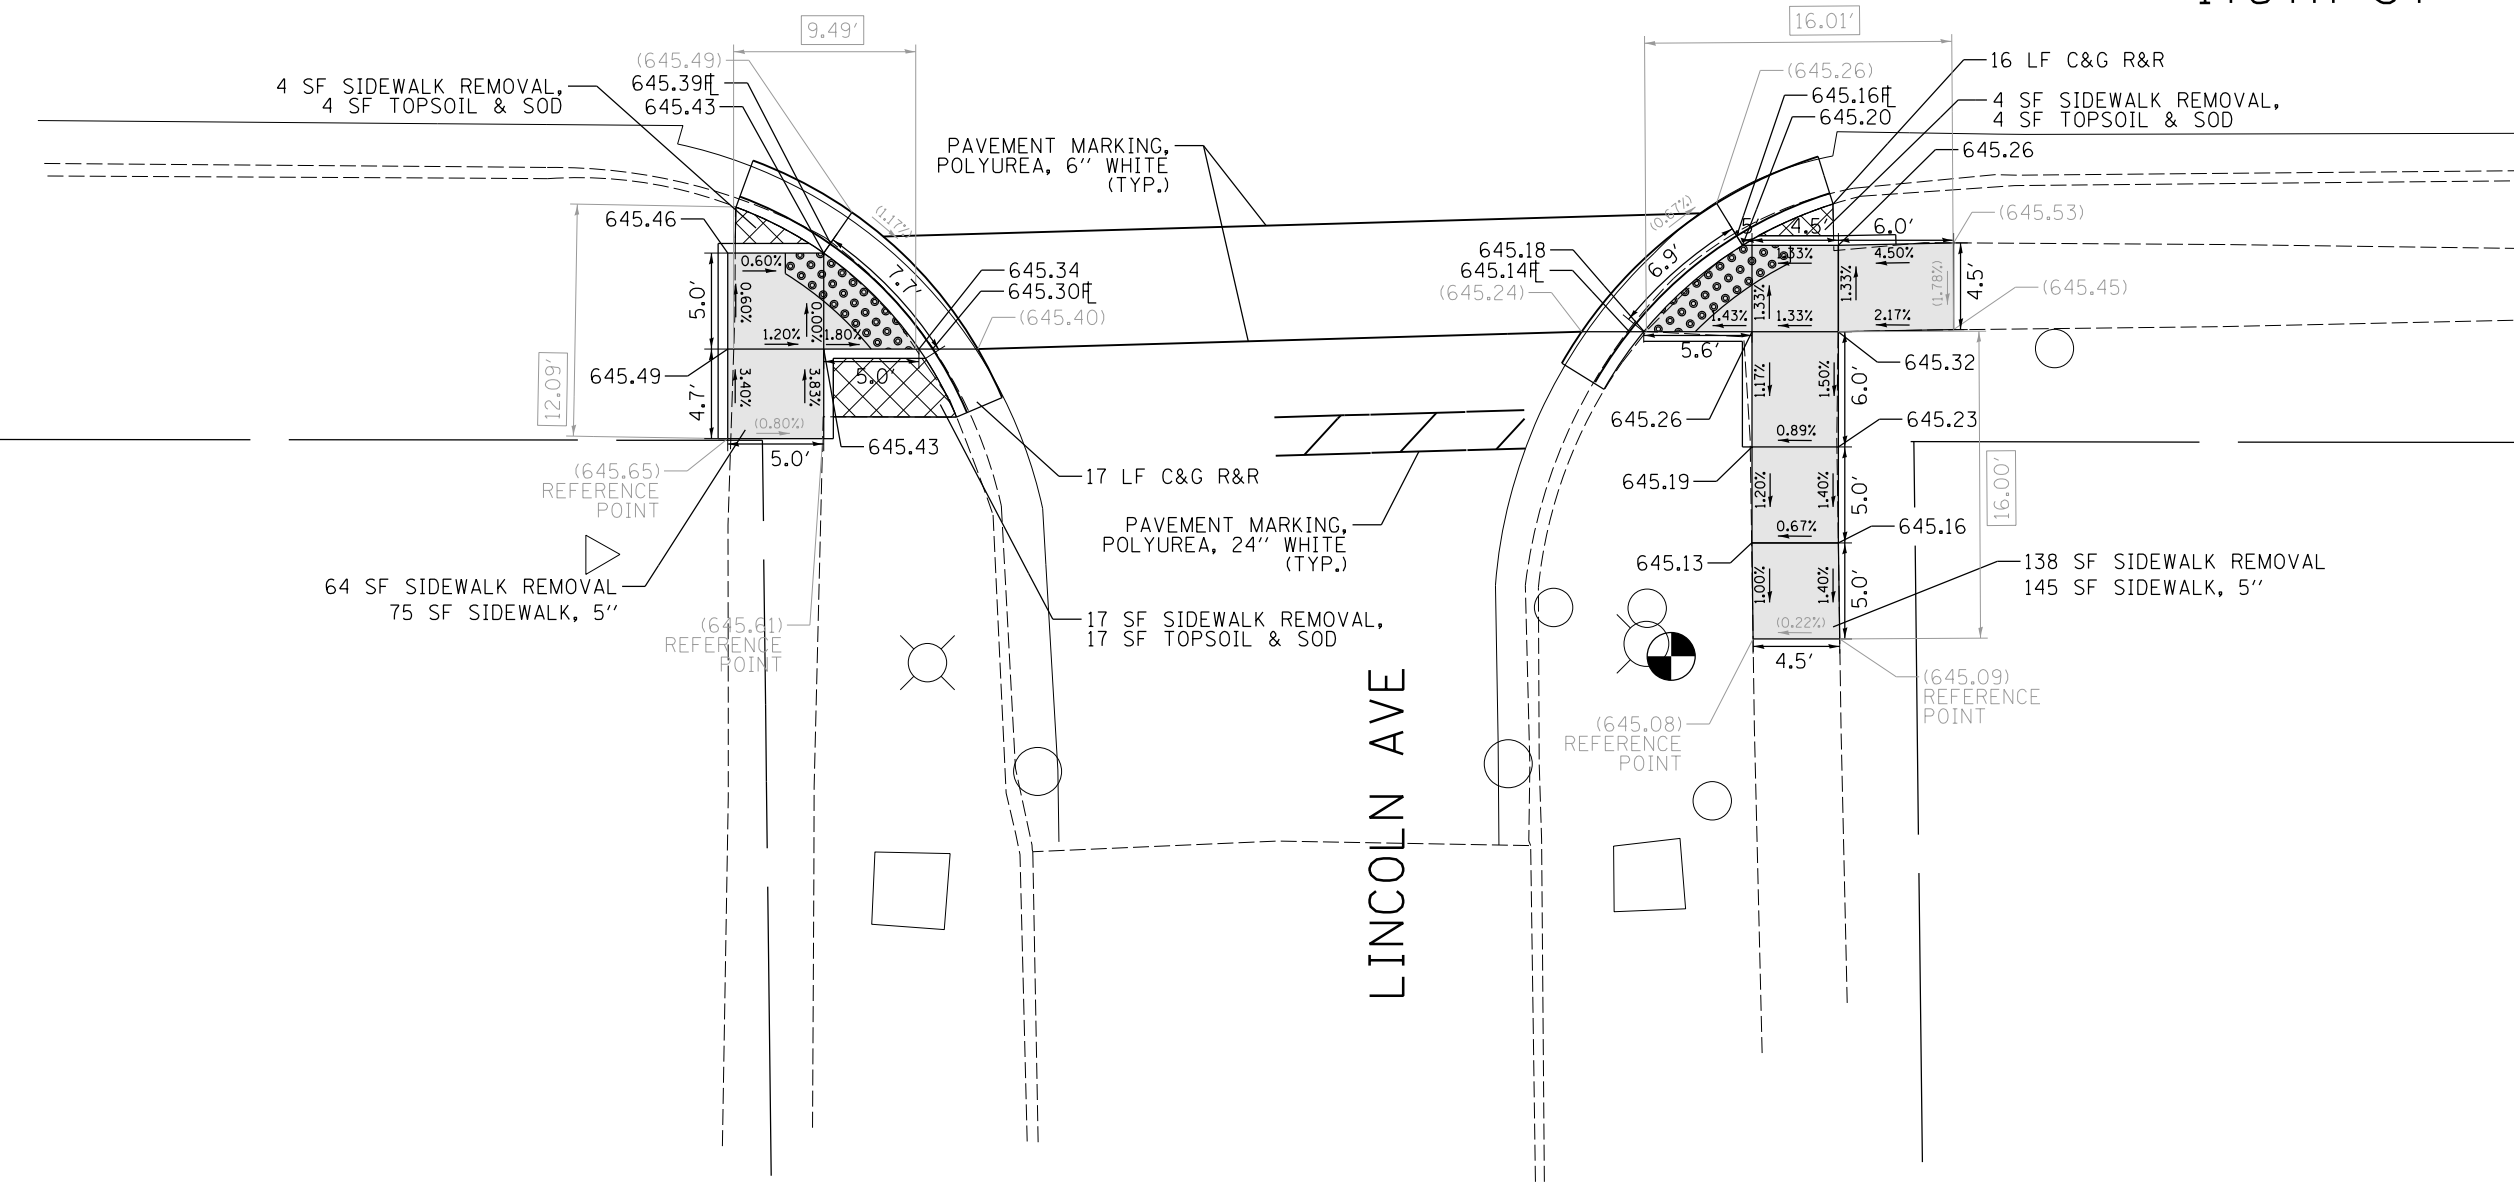 9.49'
16.01'
(645.49)
645.39FL
645.43
4 SF SIDEWALK REMOVAL,
4 SF TOPSOIL & SOD
(1.17%)
PAVEMENT MARKING,
POLYUREA, 6'' WHITE
(TYP.)
(645.26)
645.16FL
645.20
16 LF C&G R&R
4 SF SIDEWALK REMOVAL,
4 SF TOPSOIL & SOD
645.26
645.46
0.60%
0.60%
5.0'
7.7'
0.00%
1.20%
1.80%
645.34
645.30FL
(645.40)
12.09'
645.49
4.7'
3.40%
3.83%
5.0'
(0.80%)
5.0'
645.43
(645.65)
REFERENCE
POINT
17 LF C&G R&R
64 SF SIDEWALK REMOVAL
75 SF SIDEWALK, 5''
(645.61)
REFERENCE
POINT
17 SF SIDEWALK REMOVAL,
17 SF TOPSOIL & SOD
PAVEMENT MARKING,
POLYUREA, 24'' WHITE
(TYP.)
(0.67%)
6.9'
5'
4.5'
6.0'
(645.53)
645.18
645.14FL
(645.24)
1.33%
4.50%
1.33%
1.33%
(1.78%)
4.5'
(645.45)
1.43%
1.33%
2.17%
5.6'
645.32
645.26
1.17%
1.50%
6.0'
0.89%
645.23
645.19
1.20%
1.40%
5.0'
16.00'
0.67%
645.16
645.13
1.00%
1.40%
5.0'
(0.22%)
4.5'
138 SF SIDEWALK REMOVAL
145 SF SIDEWALK, 5''
(645.09)
REFERENCE
POINT
(645.08)
REFERENCE
POINT
LINCOLN AVE